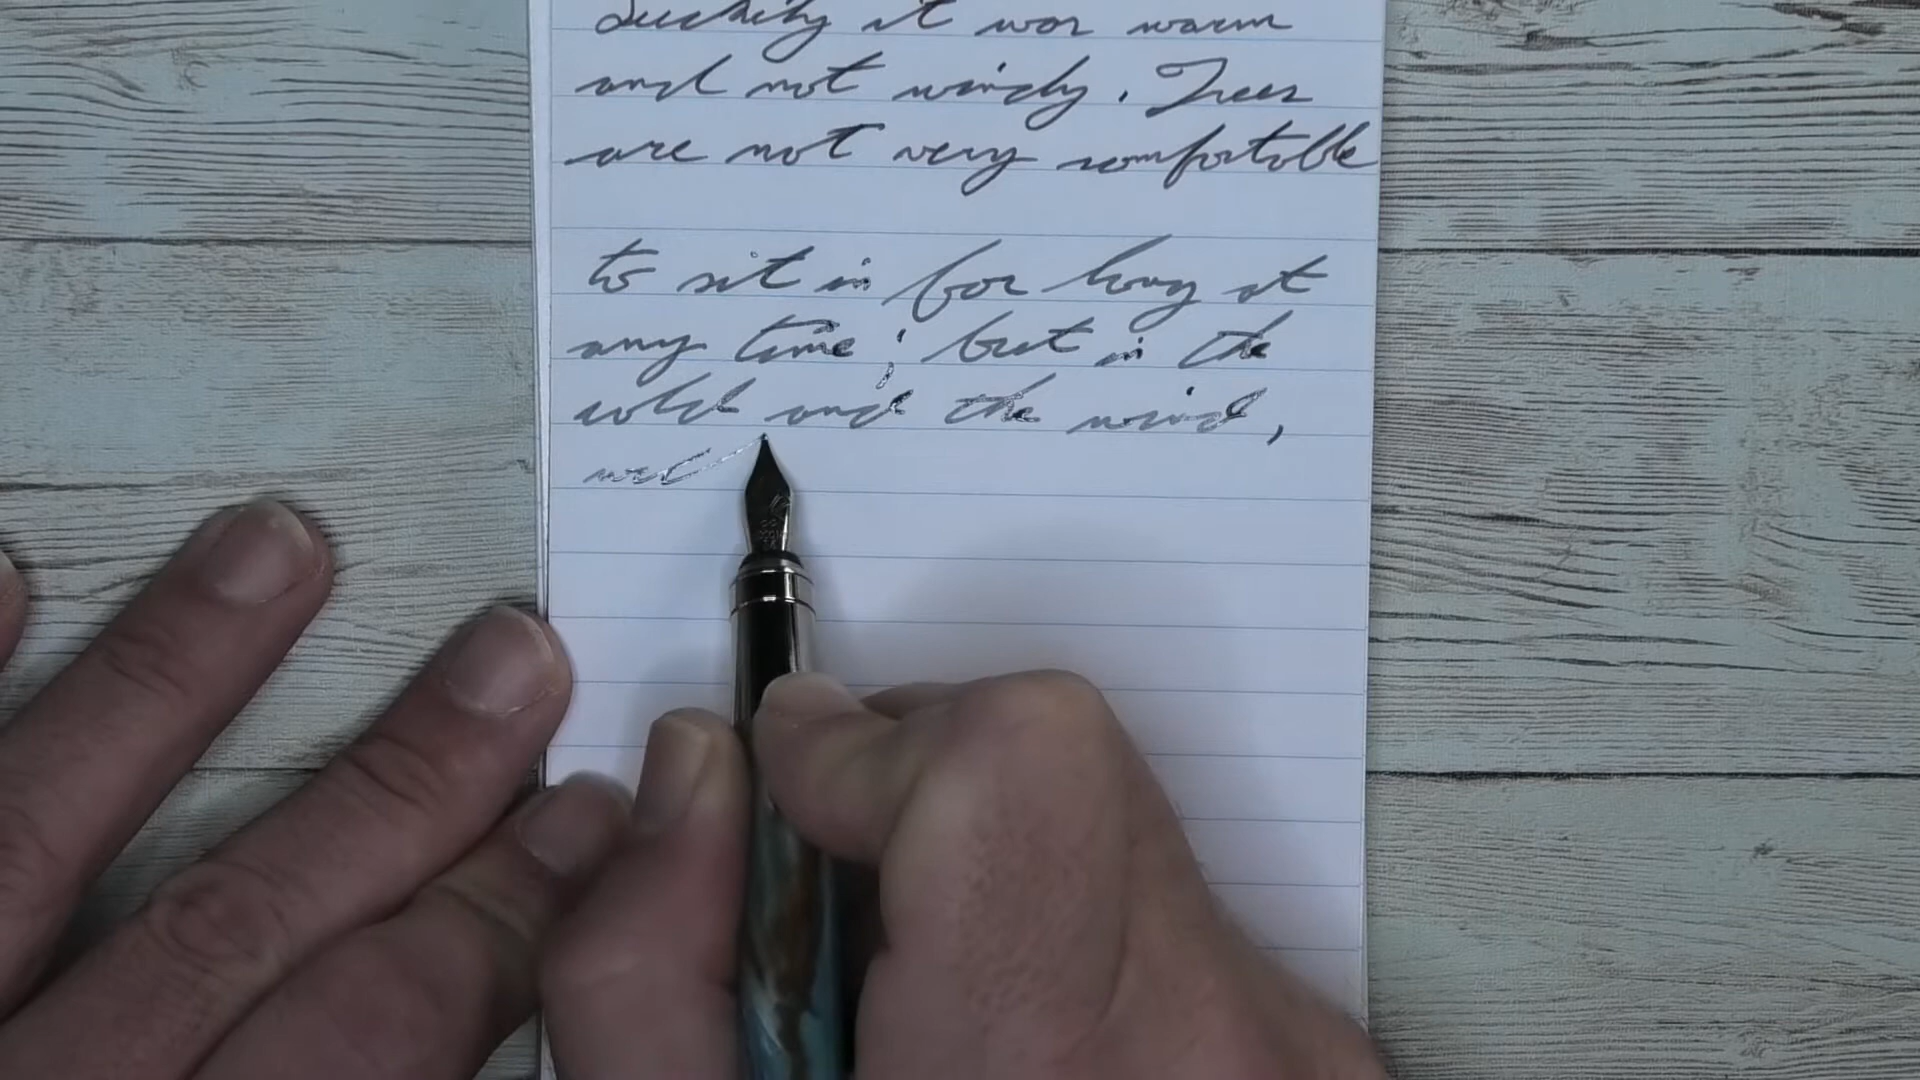 Luckily it was warm
and not windy. Trees
are not very comfortable
to sit in for long at
any time; but in the
cold and the wind,